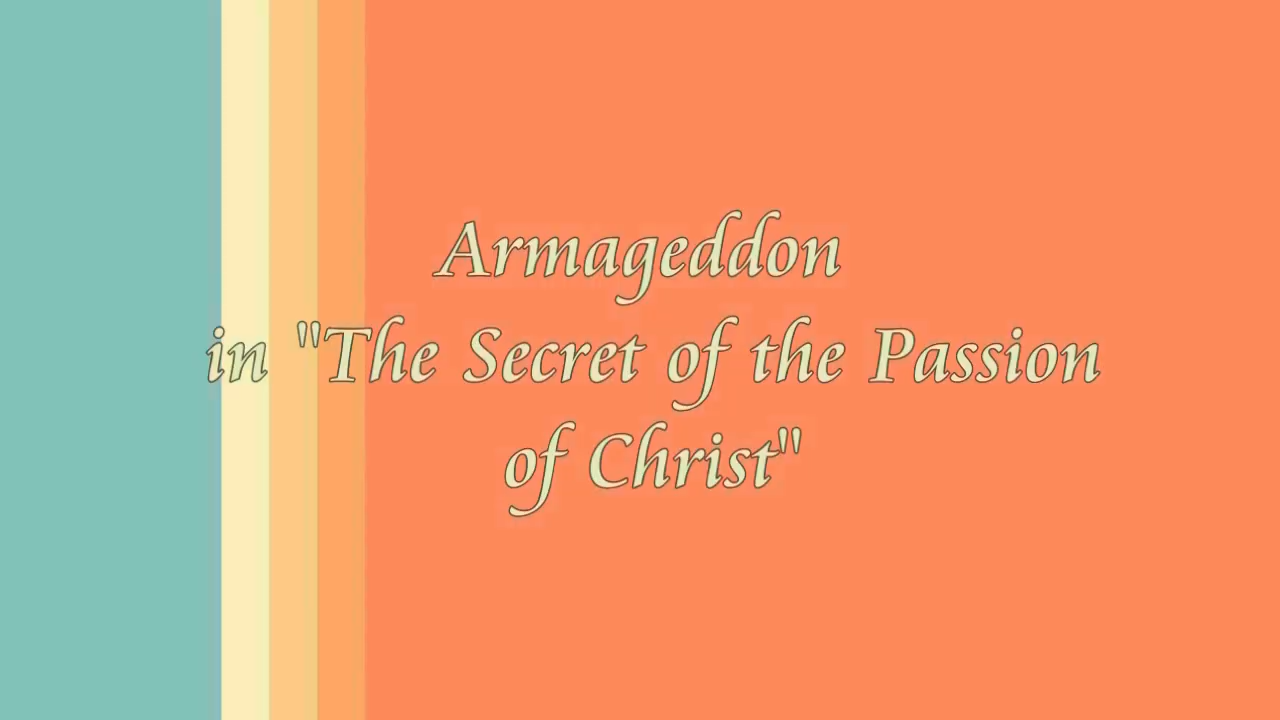 Armageddon
in "The Secret of the Passion
of Christ"